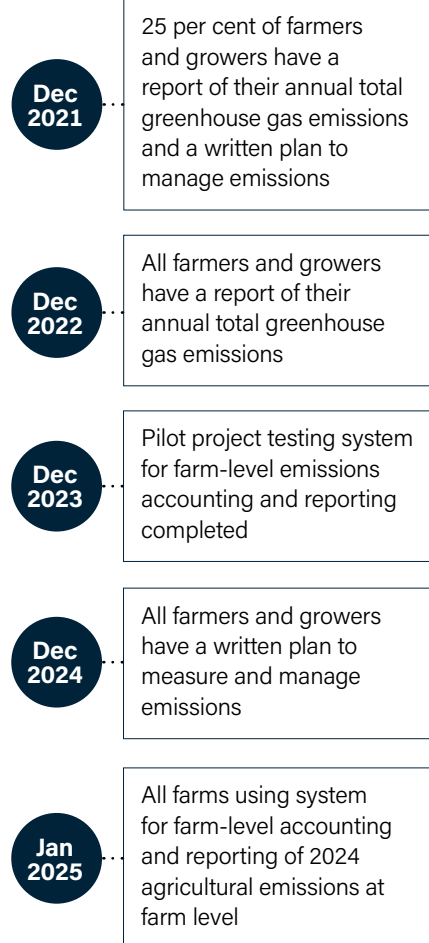 Dec
2021
25 per cent of farmers
and growers have a
report of their annual total
greenhouse gas emissions
and a written plan to
manage emissions
Dec
2022
All farmers and growers
have a report of their
annual total greenhouse
gas emissions
Dec
2023
Pilot project testing system
for farm-level emissions
accounting and reporting
completed
Dec
2024
All farmers and growers
have a written plan to
measure and manage
emissions
Jan
2025
All farms using system
for farm-level accounting
and reporting of 2024
agricultural emissions at
farm level